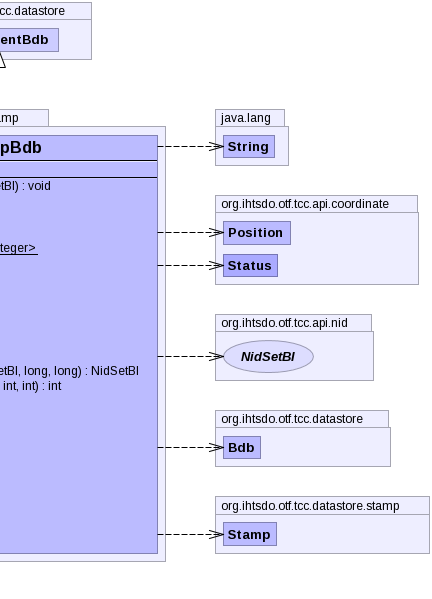 cc.datastore
entBdb
amp
pBdb
etBI) : void
teger>
etBI, long, long) : NidSetBI
int, int) : int
java.lang
String
org.ihtsdo.otf.tcc.api.coordinate
Position
Status
org.ihtsdo.otf.tcc.api.nid
NidSetBI
org.ihtsdo.otf.tcc.datastore
Bdb
org.ihtsdo.otf.tcc.datastore.stamp
Stamp